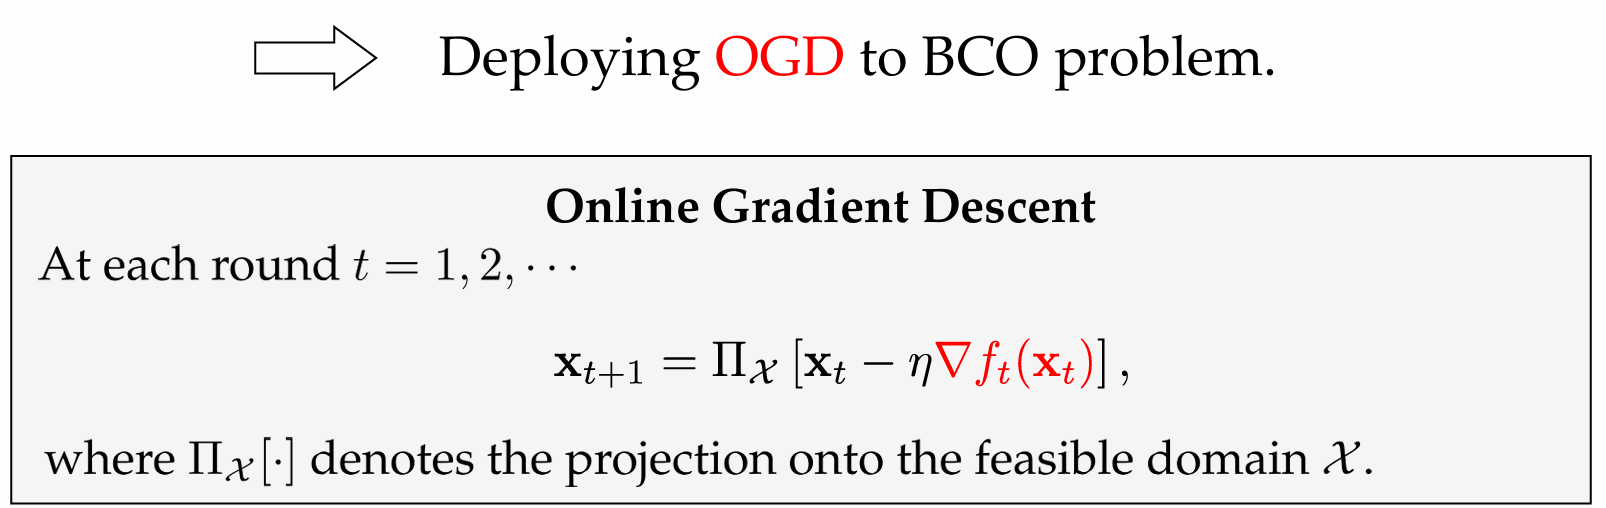 Deploying OGD to BCO problem.
Online Gradient Descent
At each round $t = 1, 2, \cdots$
$\mathbf{x}_{t+1} = \Pi_{\mathcal{X}} \left[ \mathbf{x}_t - \eta \nabla f_t(\mathbf{x}_t) \right],$
where $\Pi_{\mathcal{X}}[\cdot]$ denotes the projection onto the feasible domain $\mathcal{X}$.